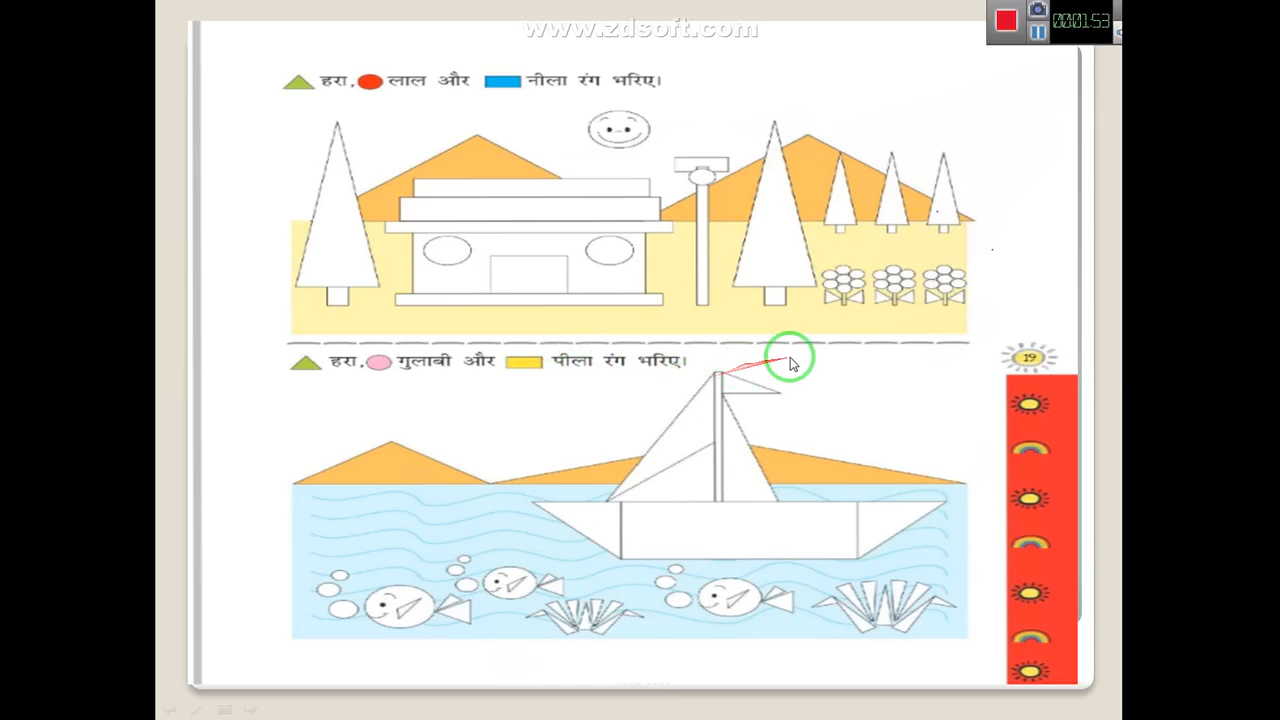 www.zdsoft.com
00:01:53
हरा, लाल और नीला रंग भरिए।
हरा, गुलाबी और पीला रंग भरिए।
19